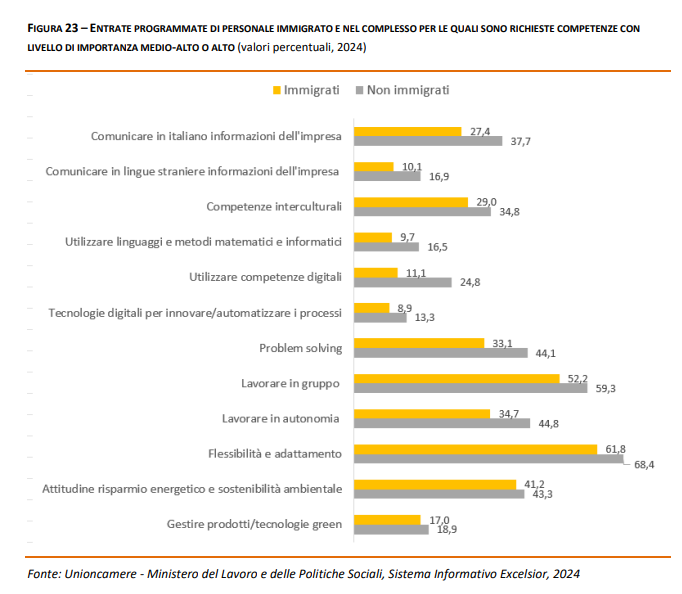 FIGURA 23 – ENTRATE PROGRAMMATE DI PERSONALE IMMIGRATO E NEL COMPLESSO PER LE QUALI SONO RICHIESTE COMPETENZE CON
LIVELLO DI IMPORTANZA MEDIO-ALTO O ALTO (valori percentuali, 2024)
Immigrati Non immigrati
Comunicare in italiano informazioni dell'impresa 27,4
37,7
Comunicare in lingue straniere informazioni dell'impresa 10,1
16,9
Competenze interculturali 29,0
34,8
Utilizzare linguaggi e metodi matematici e informatici 9,7
16,5
Utilizzare competenze digitali 11,1
24,8
Tecnologie digitali per innovare/automatizzare i processi 8,9
13,3
Problem solving 33,1
44,1
Lavorare in gruppo 52,2
59,3
Lavorare in autonomia 34,7
44,8
Flessibilità e adattamento 61,8
68,4
Attitudine risparmio energetico e sostenibilità ambientale 41,2
43,3
Gestire prodotti/tecnologie green 17,0
18,9
Fonte: Unioncamere - Ministero del Lavoro e delle Politiche Sociali, Sistema Informativo Excelsior, 2024